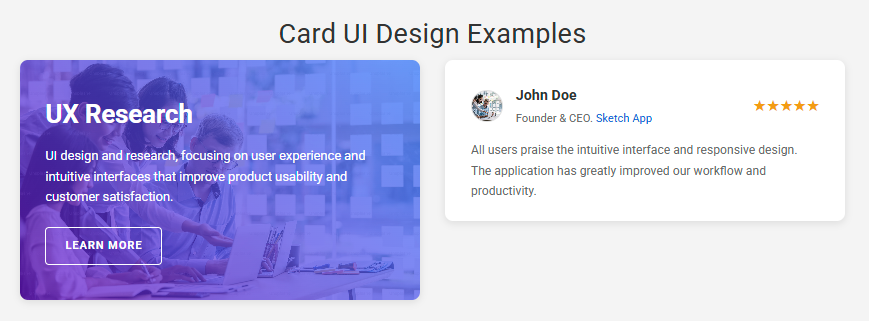 Card UI Design Examples
UX Research
UI design and research, focusing on user experience and
intuitive interfaces that improve product usability and
customer satisfaction.
LEARN MORE
John Doe
Founder & CEO. Sketch App
All users praise the intuitive interface and responsive design.
The application has greatly improved our workflow and
productivity.